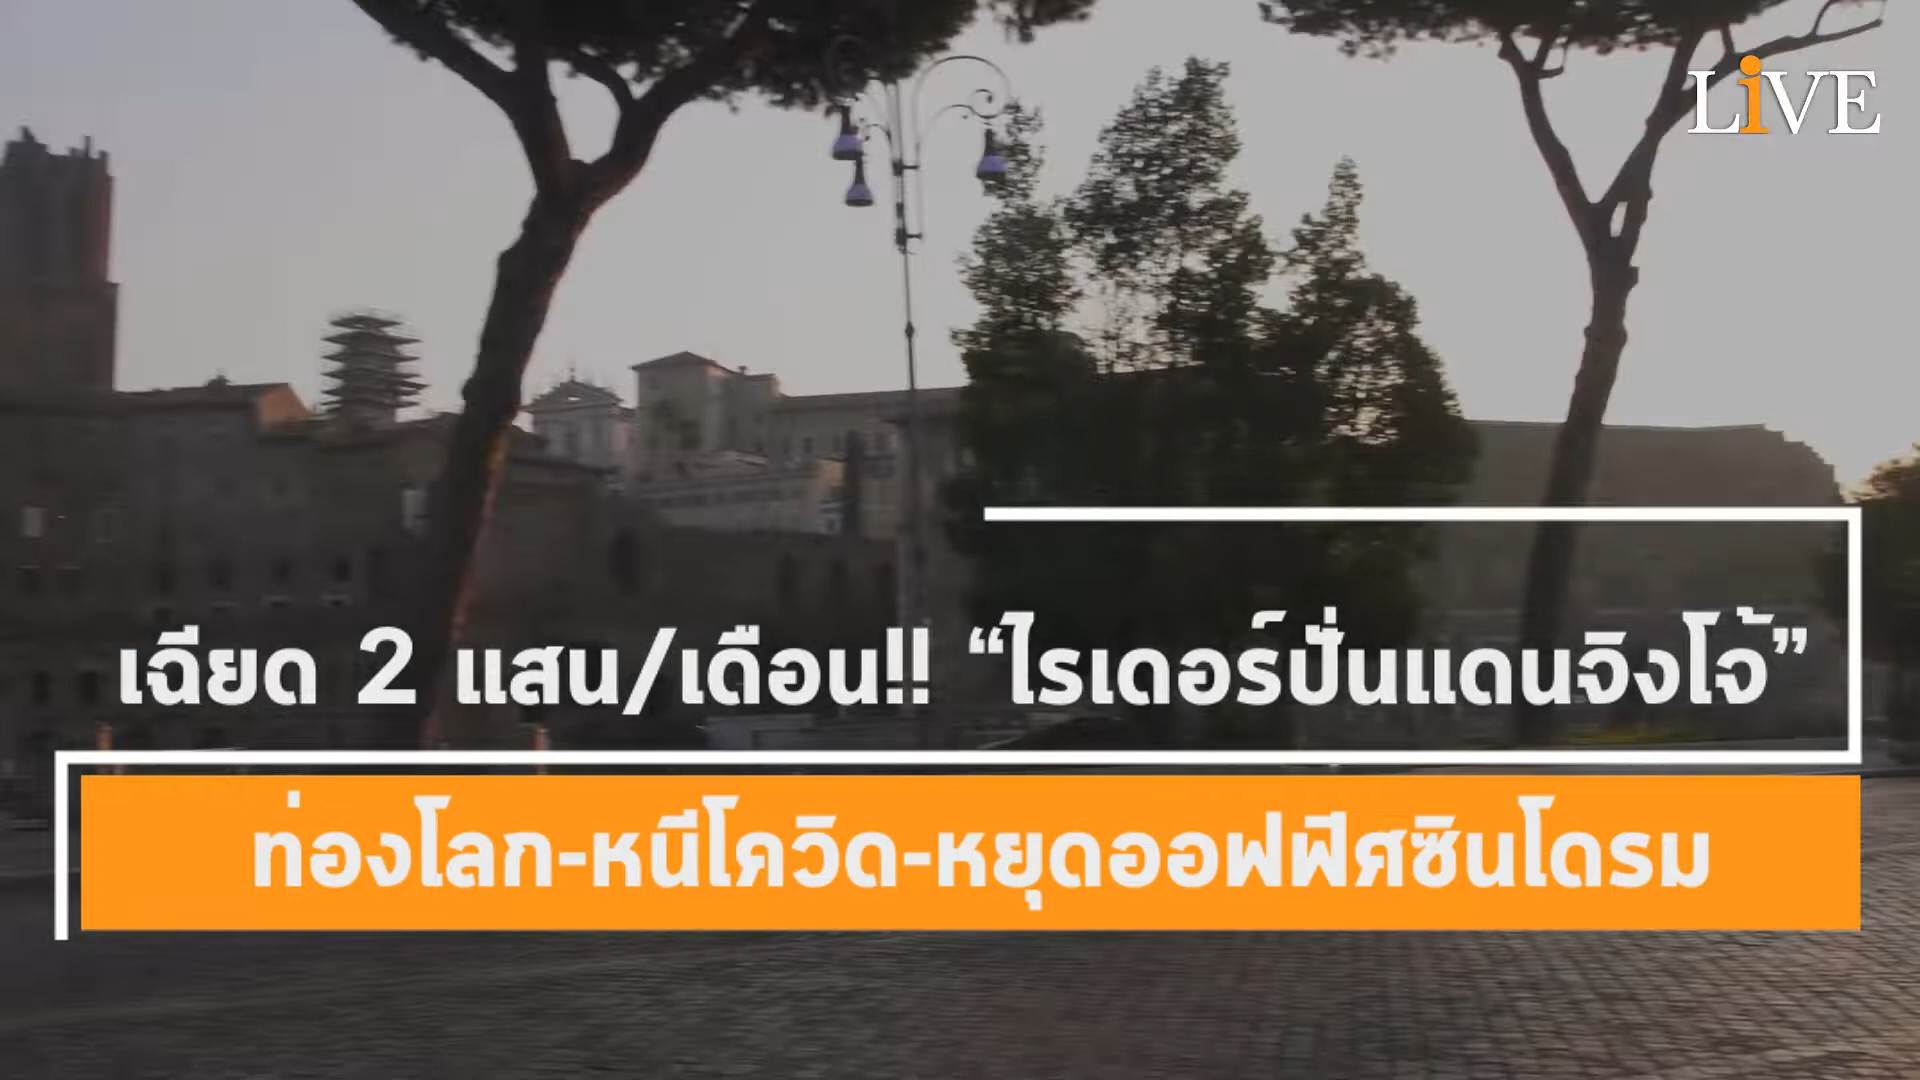 LiVE
เฉียด 2 แสน/เดือน!! “ไรเดอร์ปั่นแดนจิงโจ้”
ท่องโลก-หนีโควิด-หยุดออฟฟีศซินโดรม